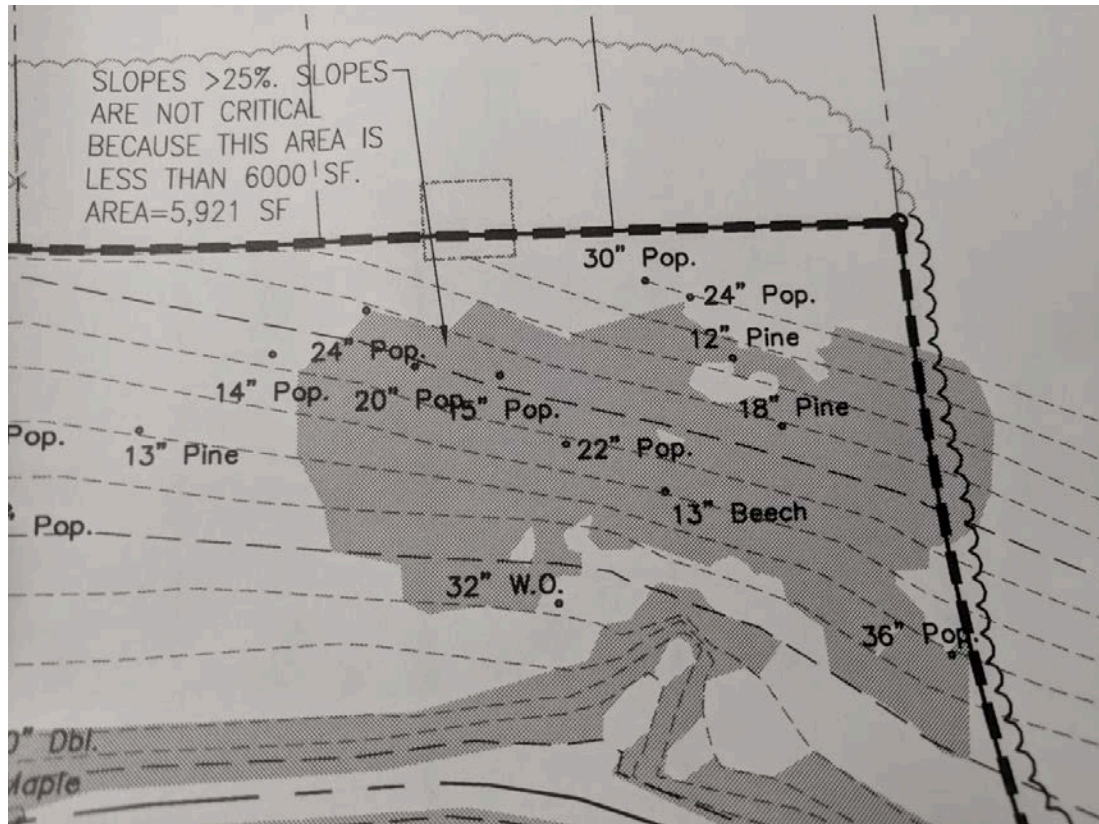 SLOPES >25%. SLOPES
ARE NOT CRITICAL
BECAUSE THIS AREA IS
LESS THAN 6000 SF.
AREA=5,921 SF
30" Pop.
24" Pop.
12" Pine
24" Pop.
14" Pop.
20" Pop.
15" Pop.
18" Pine
Pop.
13" Pine
22" Pop.
13" Beech
Pop.
32" W.O.
36" Pop.
0" Dbl.
Maple